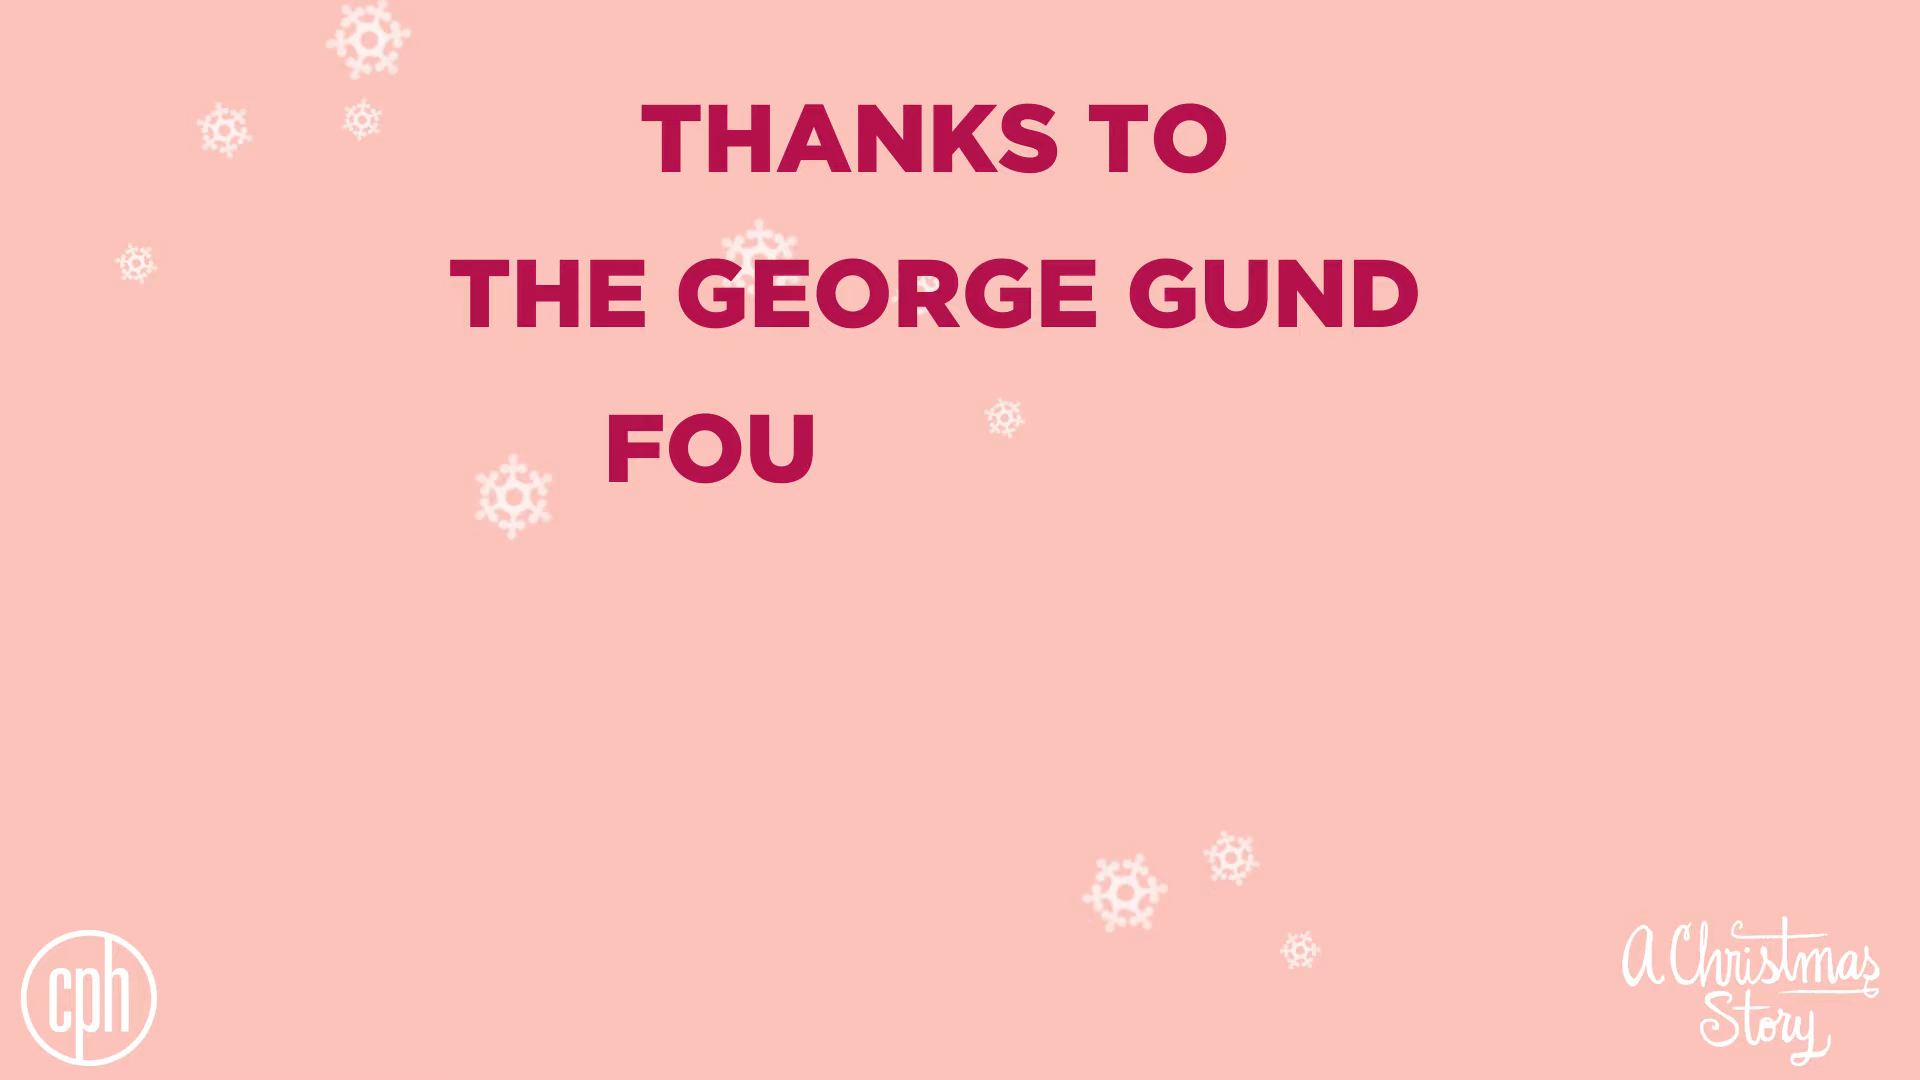 THANKS TO
THE GEORGE GUND
FOU
cph
A Christmas
Story